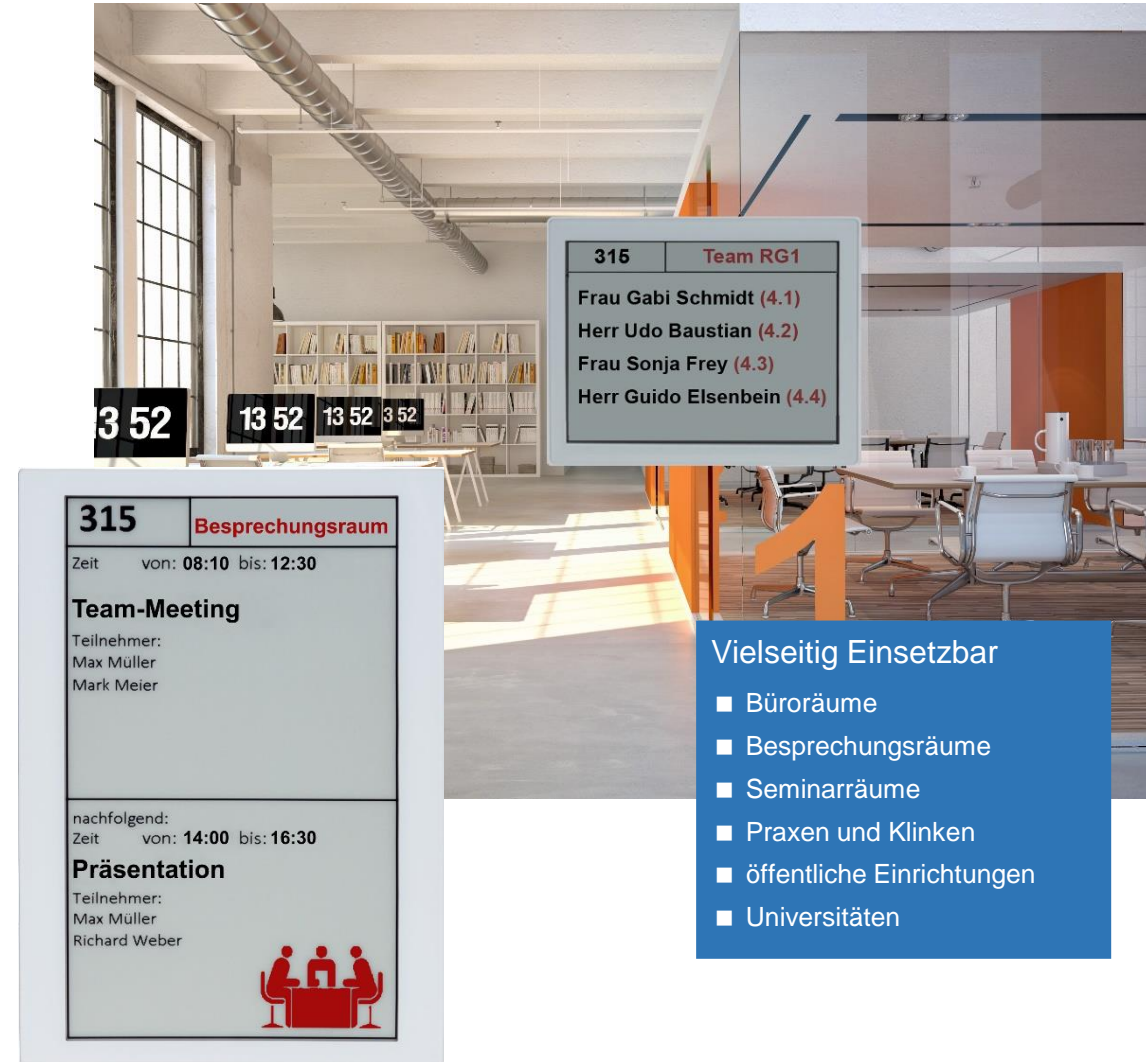 315 Team RG1
Frau Gabi Schmidt (4.1)
Herr Udo Baustian (4.2)
Frau Sonja Frey (4.3)
Herr Guido Elsenbein (4.4)
13 52
13 52
13 52
3 52
1
315 Besprechungsraum
Zeit von: 08:10 bis: 12:30
Team-Meeting
Teilnehmer:
Max Müller
Mark Meier
nachfolgend:
Zeit von: 14:00 bis: 16:30
Präsentation
Teilnehmer:
Max Müller
Richard Weber
Vielseitig Einsetzbar
■ Büroräume
■ Besprechungsräume
■ Seminarräume
■ Praxen und Klinken
■ öffentliche Einrichtungen
■ Universitäten